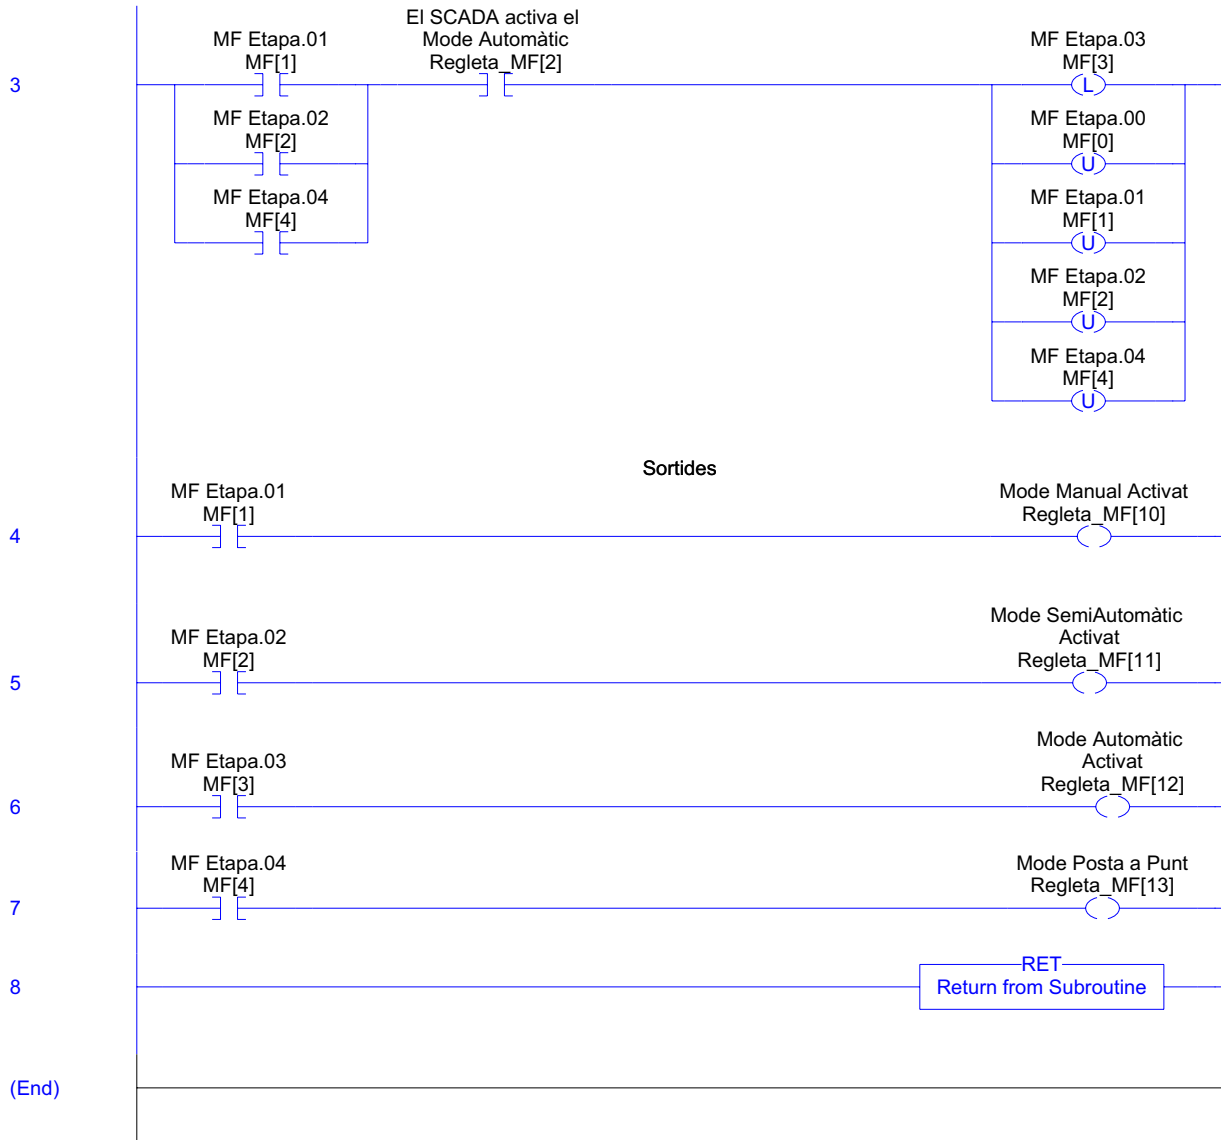 El SCADA activa el
MF Etapa.01
Mode Automàtic
MF Etapa.03
MF[1]
Regleta_MF[2]
MF[3]
3
L
MF Etapa.02
MF Etapa.00
MF[2]
MF[0]
U
MF Etapa.04
MF Etapa.01
MF[4]
MF[1]
U
MF Etapa.02
MF[2]
U
MF Etapa.04
MF[4]
U
Sortides
MF Etapa.01
Mode Manual Activat
MF[1]
Regleta_MF[10]
4
Mode SemiAutomàtic
MF Etapa.02
Activat
MF[2]
Regleta_MF[11]
5
Mode Automàtic
MF Etapa.03
Activat
MF[3]
Regleta_MF[12]
6
MF Etapa.04
Mode Posta a Punt
MF[4]
Regleta_MF[13]
7
RET
8
Return from Subroutine
(End)